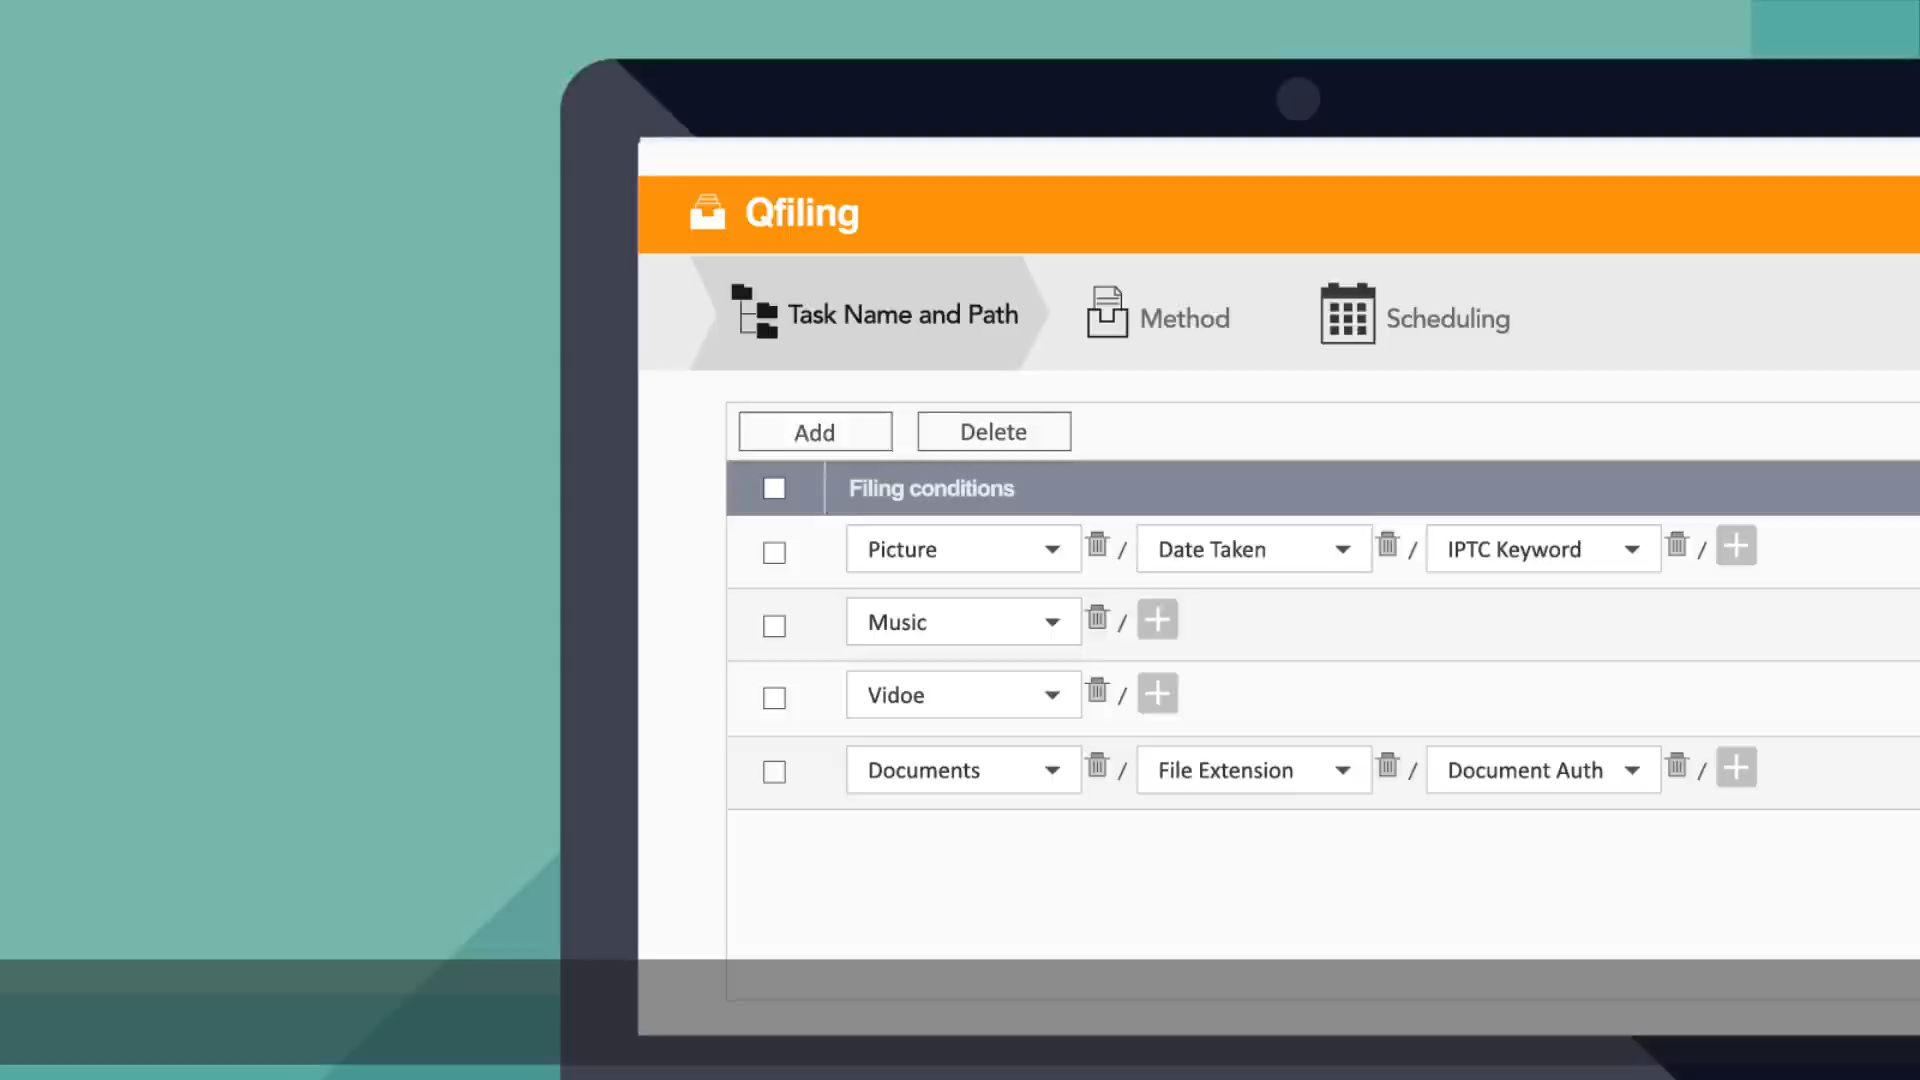 Qfiling
Task Name and Path Method Scheduling
Add Delete
Filing conditions
Picture / Date Taken / IPTC Keyword /
Music /
Vidoe /
Documents / File Extension / Document Auth /